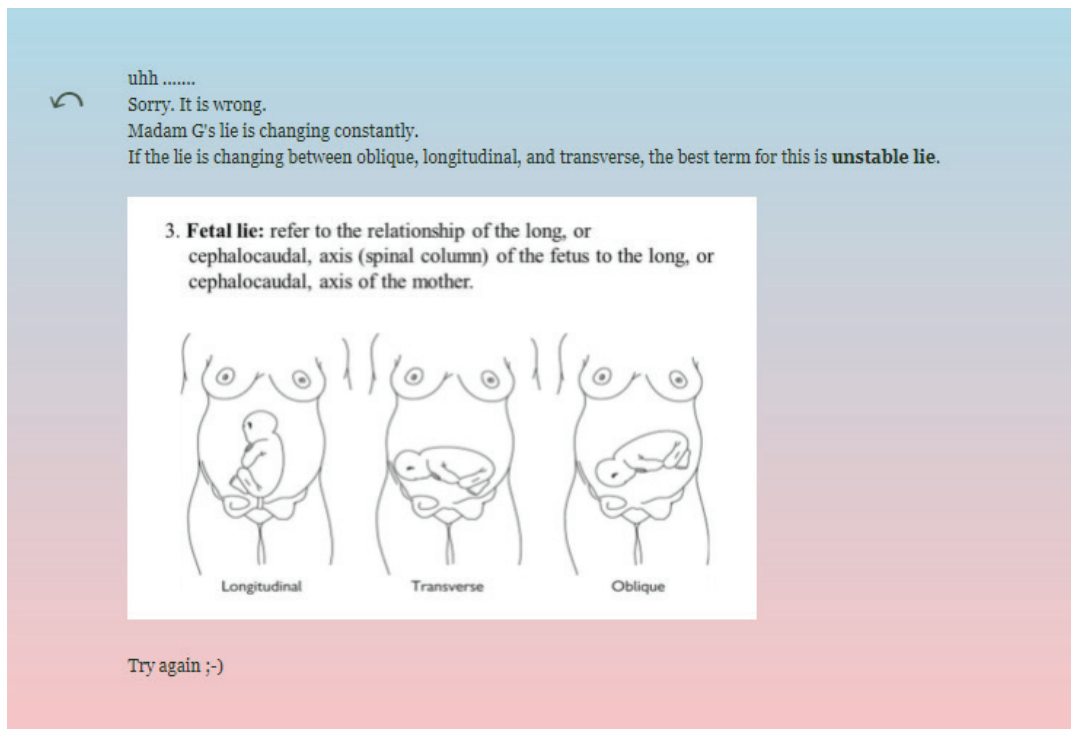 uhh .......
Sorry. It is wrong.
Madam G's lie is changing constantly.
If the lie is changing between oblique, longitudinal, and transverse, the best term for this is unstable lie.
3. Fetal lie: refer to the relationship of the long, or
cephalocaudal, axis (spinal column) of the fetus to the long, or
cephalocaudal, axis of the mother.
Longitudinal
Transverse
Oblique
Try again ;-)